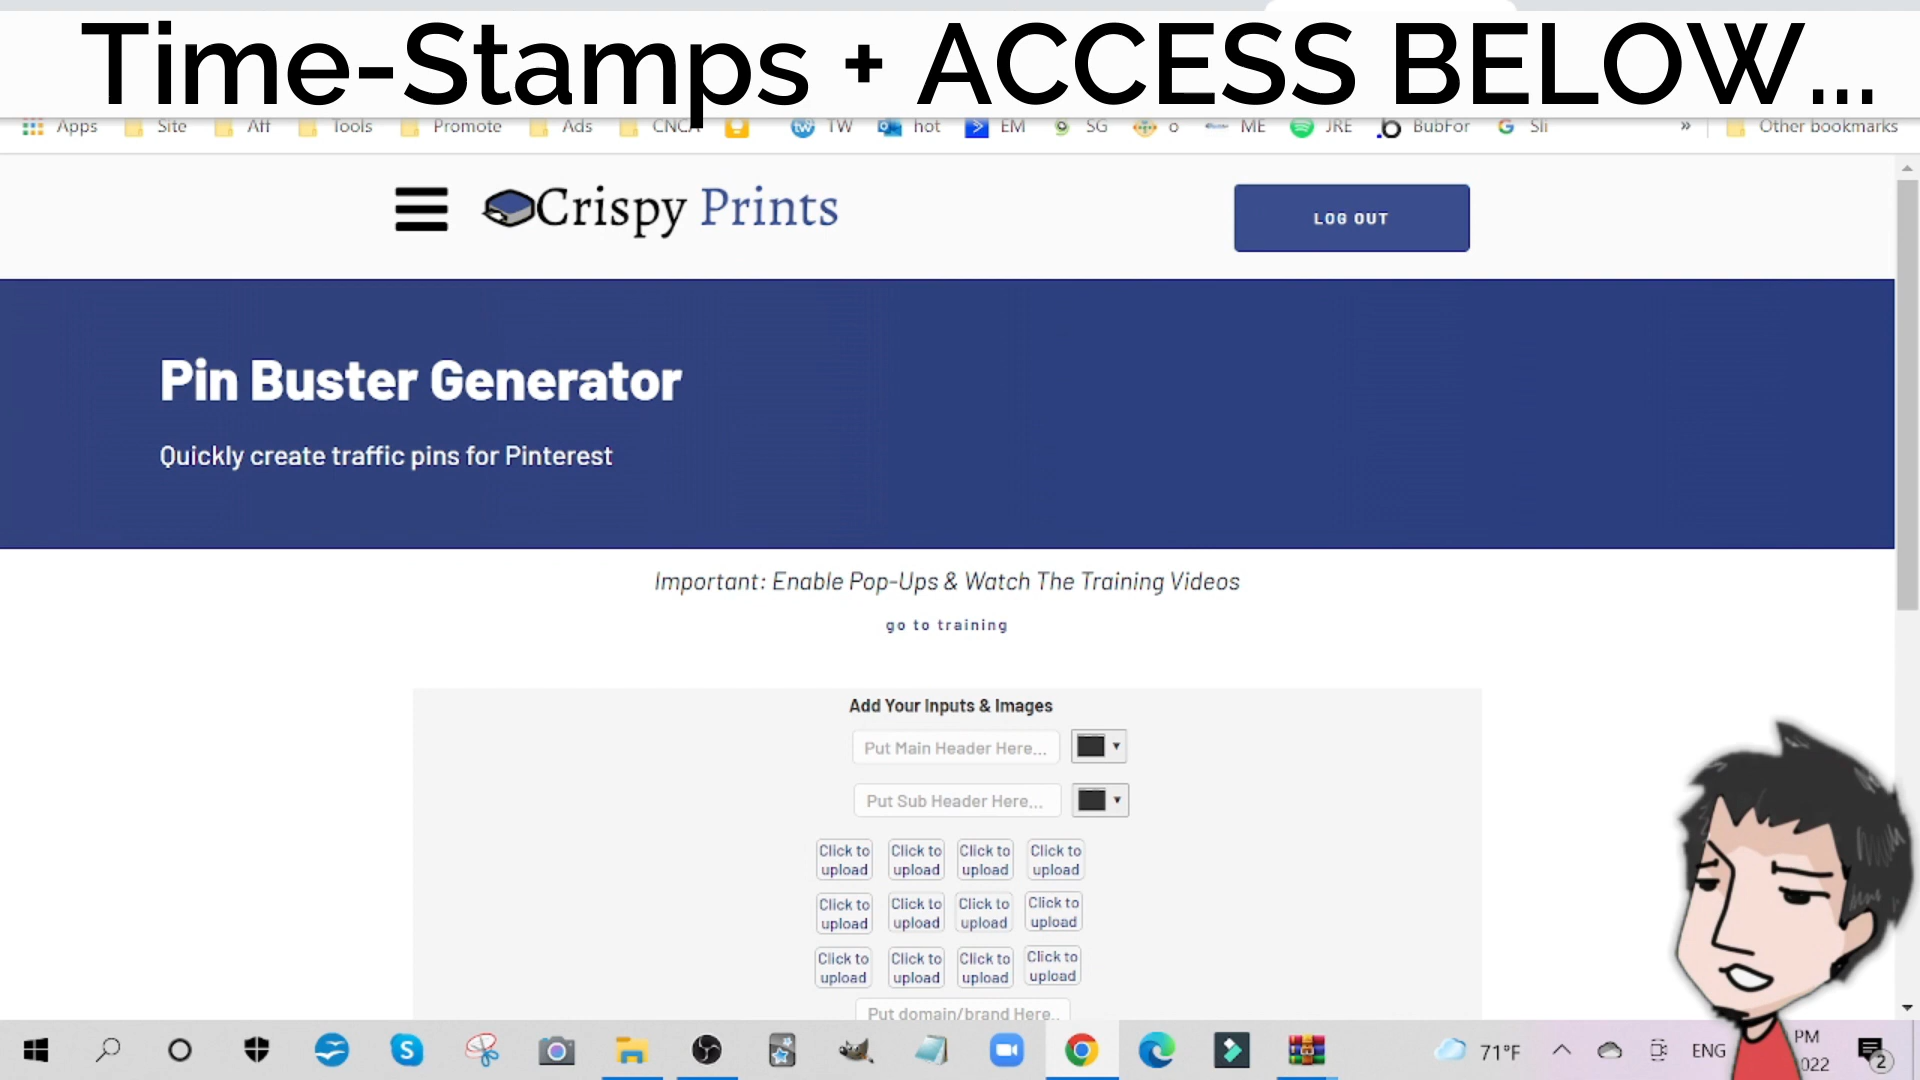 Time-Stamps + ACCESS BELOW...
Apps Site Aff Tools Promote Ads CNCA TW hot EM SG o ME JRE BubFor Sli » Other bookmarks
Crispy Prints
LOG OUT
Pin Buster Generator
Quickly create traffic pins for Pinterest
Important: Enable Pop-Ups & Watch The Training Videos
go to training
Add Your Inputs & Images
Put Main Header Here...
Put Sub Header Here...
Click to Click to Click to Click to
upload upload upload upload
Click to Click to Click to Click to
upload upload upload upload
Click to Click to Click to Click to
upload upload upload upload
Put domain/brand Here..
71°F ENG PM
022
2